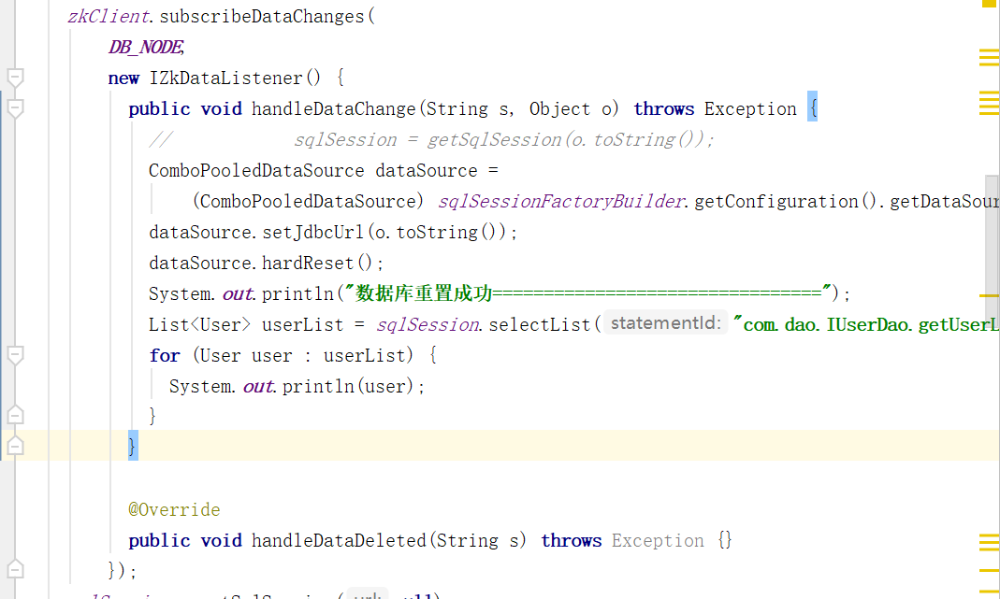 zkClient.subscribeDataChanges(
DB_NODE,
new IZkDataListener() {
public void handleDataChange(String s, Object o) throws Exception {
// sqlSession = getSqlSession(o.toString());
ComboPooledDataSource dataSource =
(ComboPooledDataSource) sqlSessionFactoryBuilder.getConfiguration().getDataSour
dataSource.setJdbcUrl(o.toString());
dataSource.hardReset();
System.out.println("数据库重置成功================================");
List<User> userList = sqlSession.selectList( statementId: "com.dao.IUserDao.getUserL
for (User user : userList) {
System.out.println(user);
}
}
@Override
public void handleDataDeleted(String s) throws Exception {}
});